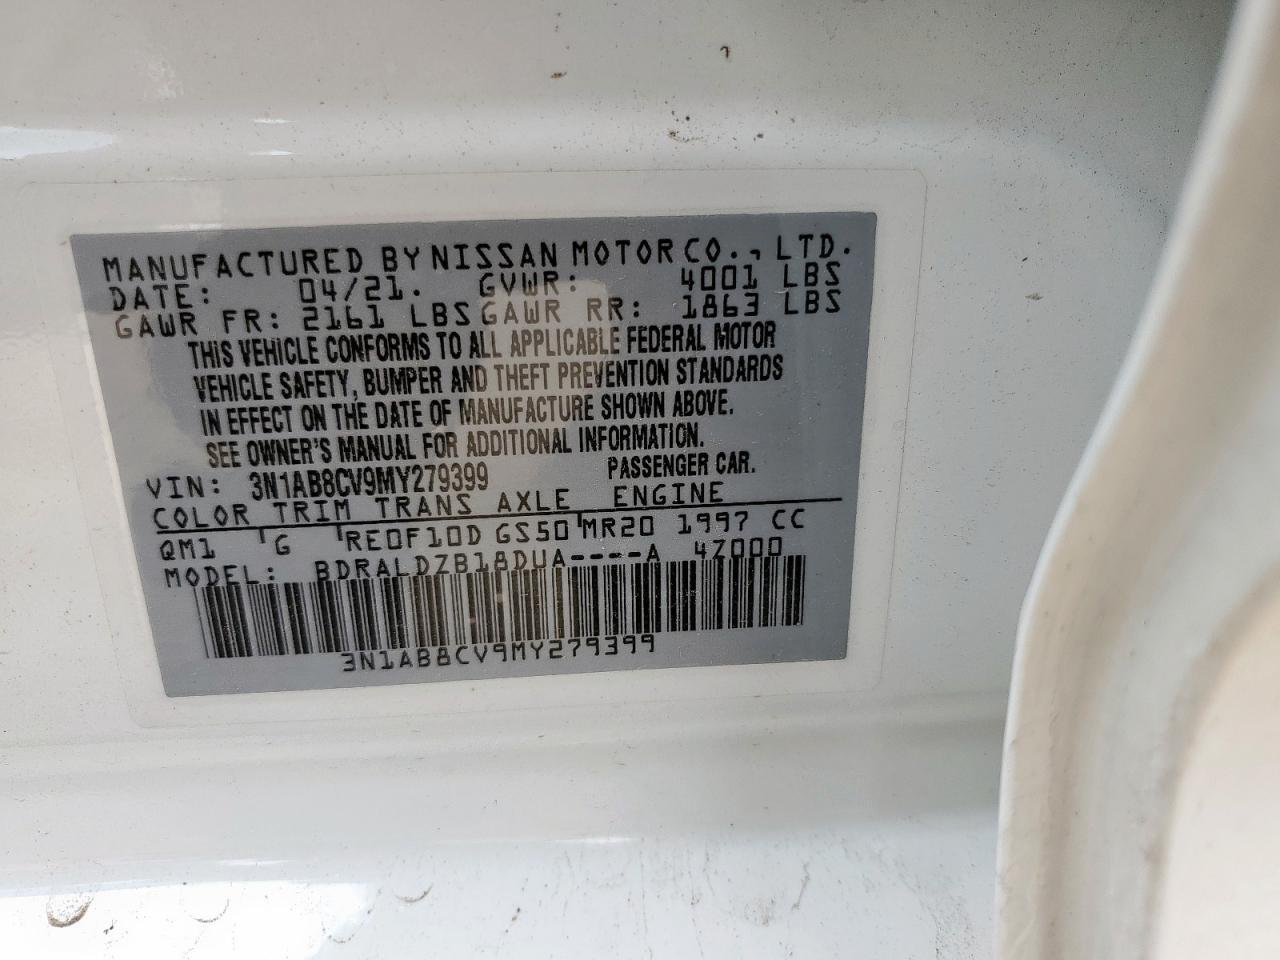 MANUFACTURED BY NISSAN MOTOR CO., LTD.
DATE: 04/21. GVWR: 4001 LBS
GAWR FR: 2161 LBS GAWR RR: 1863 LBS
THIS VEHICLE CONFORMS TO ALL APPLICABLE FEDERAL MOTOR
VEHICLE SAFETY, BUMPER AND THEFT PREVENTION STANDARDS
IN EFFECT ON THE DATE OF MANUFACTURE SHOWN ABOVE.
SEE OWNER'S MANUAL FOR ADDITIONAL INFORMATION.
VIN: 3N1AB8CV9MY279399 PASSENGER CAR.
COLOR TRIM TRANS AXLE ENGINE
QM1 G RE0F10D GS50 MR20 1997 CC
MODEL: BDRALDZB18DUA----A 4Z000
3N1AB8CV9MY279399